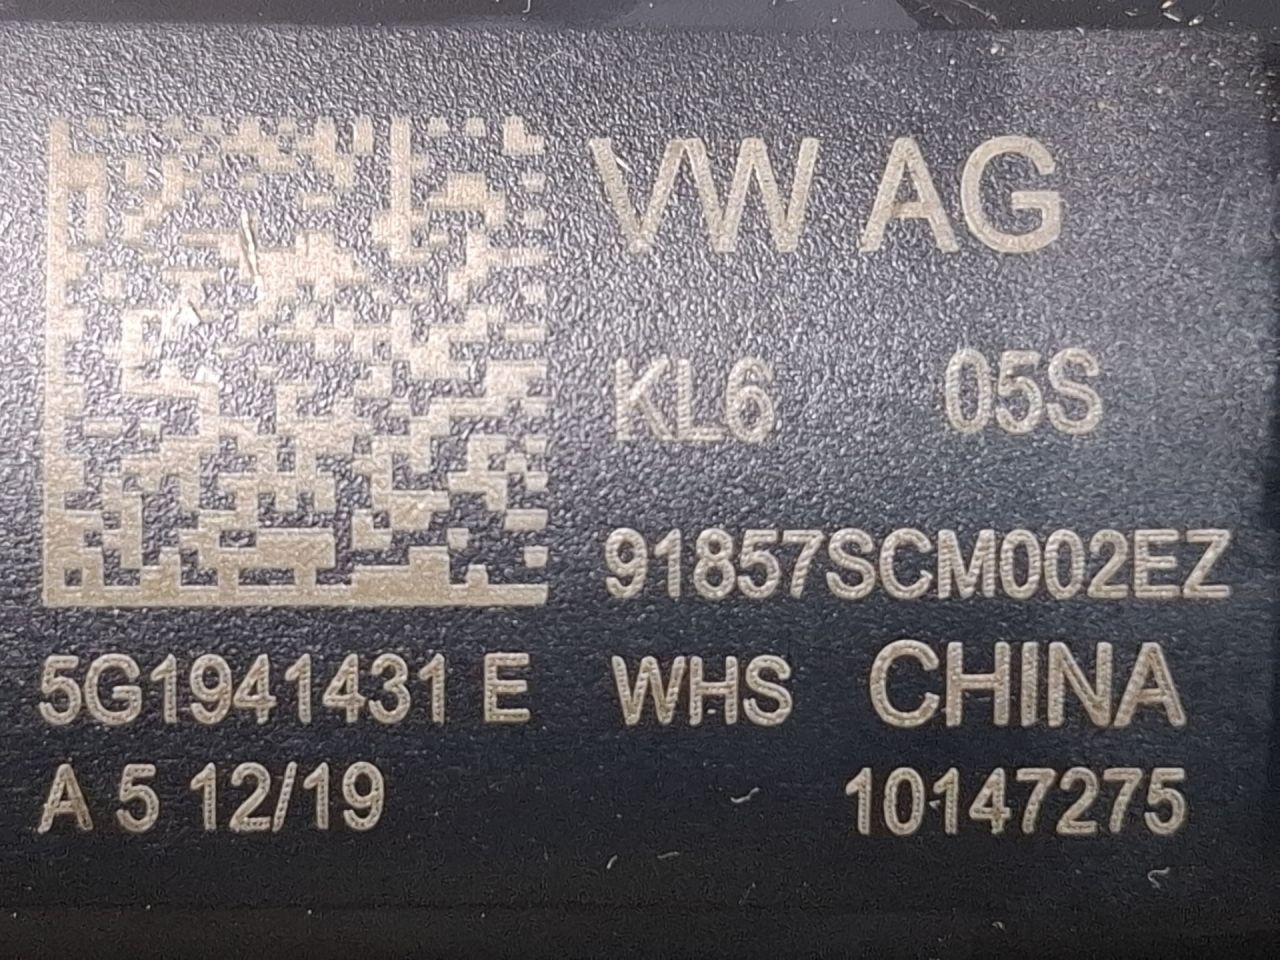 VW AG
KL6 05S
91857SCM002EZ
5G1941431 E WHS CHINA
A 5 12/19 10147275